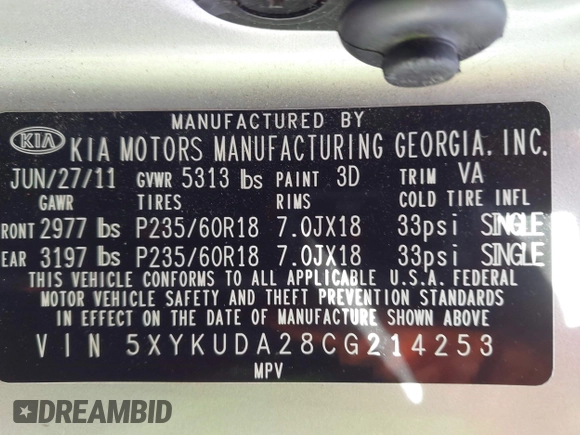 MANUFACTURED BY
KIA KIA MOTORS MANUFACTURING GEORGIA. INC.
JUN/27/11 GVWR 5313 lbs PAINT 3D TRIM VA
GAWR TIRES RIMS COLD TIRE INFL
FRONT 2977 lbs P235/60R18 7.0JX18 33psi SINGLE
EAR 3197 lbs P235/60R18 7.0JX18 33psi SINGLE
THIS VEHICLE CONFORMS TO ALL APPLICABLE U.S.A. FEDERAL
MOTOR VEHICLE SAFETY AND THEFT PREVENTION STANDARDS
IN EFFECT ON THE DATE OF MANUFACTURE SHOWN ABOVE
VIN 5XYKUDA28CG214253
MPV
DREAMBID